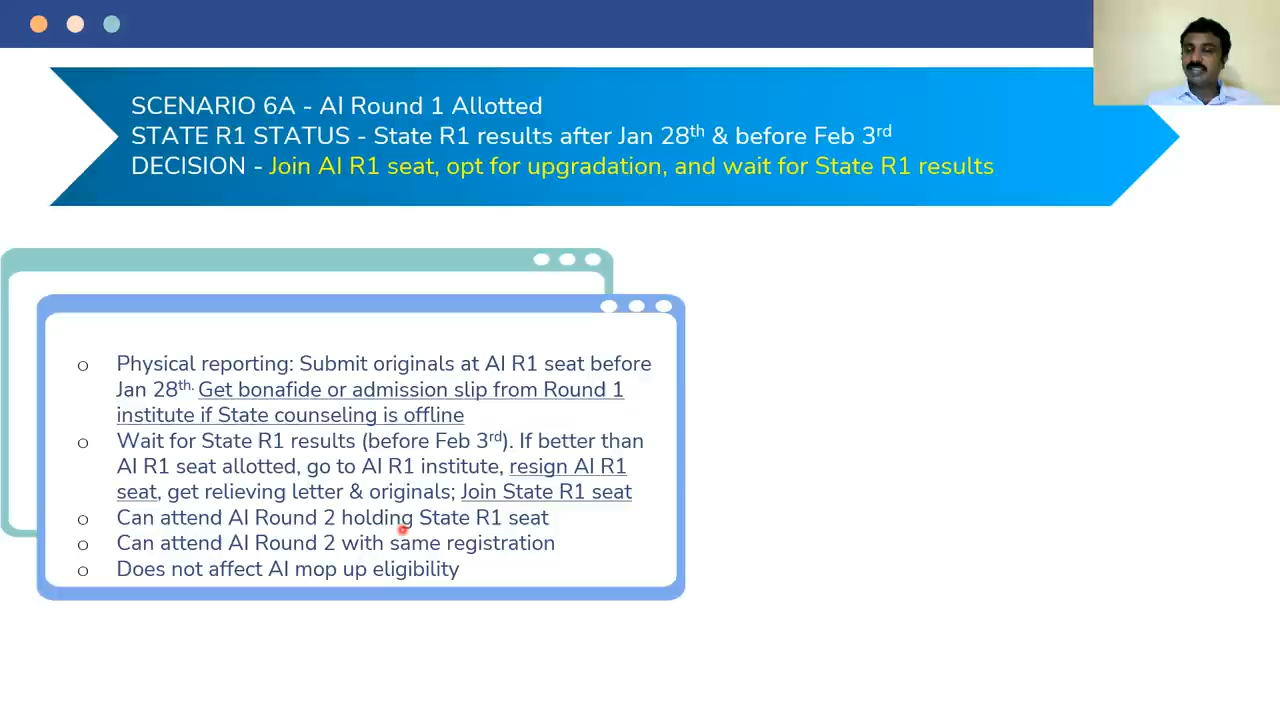 SCENARIO 6A - AI Round 1 Allotted
STATE R1 STATUS - State R1 results after Jan 28th & before Feb 3rd
DECISION - Join AI R1 seat, opt for upgradation, and wait for State R1 results
o Physical reporting: Submit originals at AI R1 seat before
Jan 28th. Get bonafide or admission slip from Round 1
institute if State counseling is offline
o Wait for State R1 results (before Feb 3rd). If better than
AI R1 seat allotted, go to AI R1 institute, resign AI R1
seat, get relieving letter & originals; Join State R1 seat
o Can attend AI Round 2 holding State R1 seat
o Can attend AI Round 2 with same registration
o Does not affect AI mop up eligibility